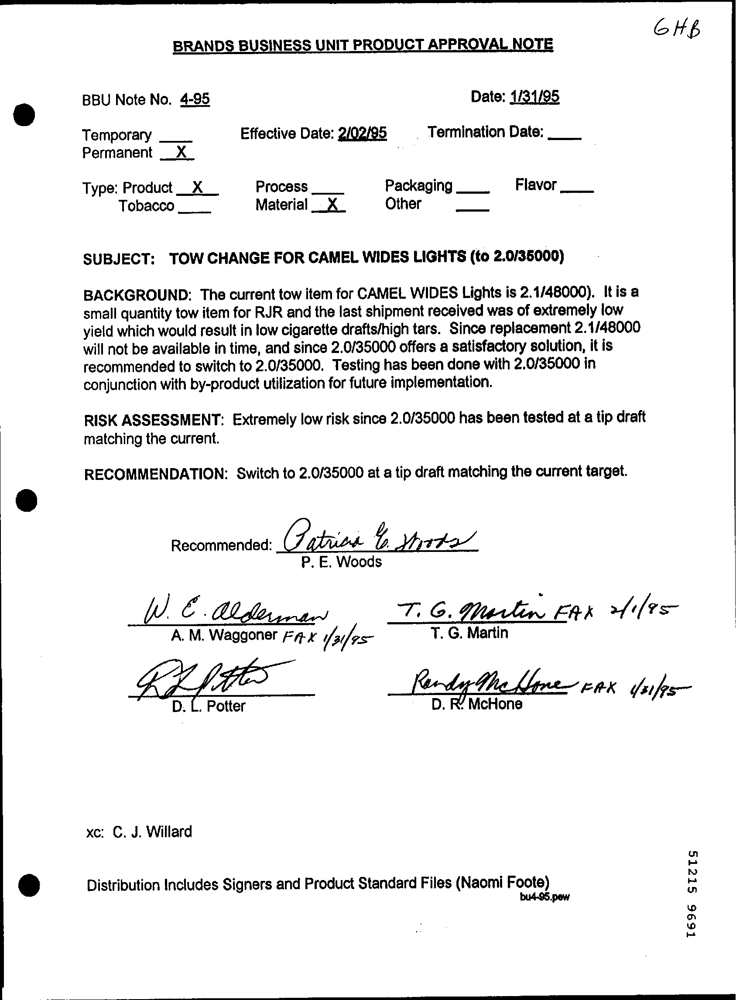 GHB
BRANDS BUSINESS UNIT PRODUCT APPROVAL NOTE
BBU Note No. 4-95 Date: 1/31/95
Temporary ____ Effective Date: 2/02/95 Termination Date: ____
Permanent X
Type: Product X Process ____ Packaging ____ Flavor ____
Tobacco ____ Material X Other ____
SUBJECT: TOW CHANGE FOR CAMEL WIDES LIGHTS (to 2.0/35000)
BACKGROUND: The current tow item for CAMEL WIDES Lights is 2.1/48000). It is a
small quantity tow item for RJR and the last shipment received was of extremely low
yield which would result in low cigarette drafts/high tars. Since replacement 2.1/48000
will not be available in time, and since 2.0/35000 offers a satisfactory solution, it is
recommended to switch to 2.0/35000. Testing has been done with 2.0/35000 in
conjunction with by-product utilization for future implementation.
RISK ASSESSMENT: Extremely low risk since 2.0/35000 has been tested at a tip draft
matching the current.
RECOMMENDATION: Switch to 2.0/35000 at a tip draft matching the current target.
Recommended: Patricia E. Woods
P. E. Woods
W. E. Alderman T. G. Martin FAX 2/1/95
A. M. Waggoner FAX 1/31/95 T. G. Martin
Randy McHone FAX 1/31/95
D. L. Potter D. R. McHone
xc: C. J. Willard
Distribution Includes Signers and Product Standard Files (Naomi Foote)
bu4-95.pew
51215 9691